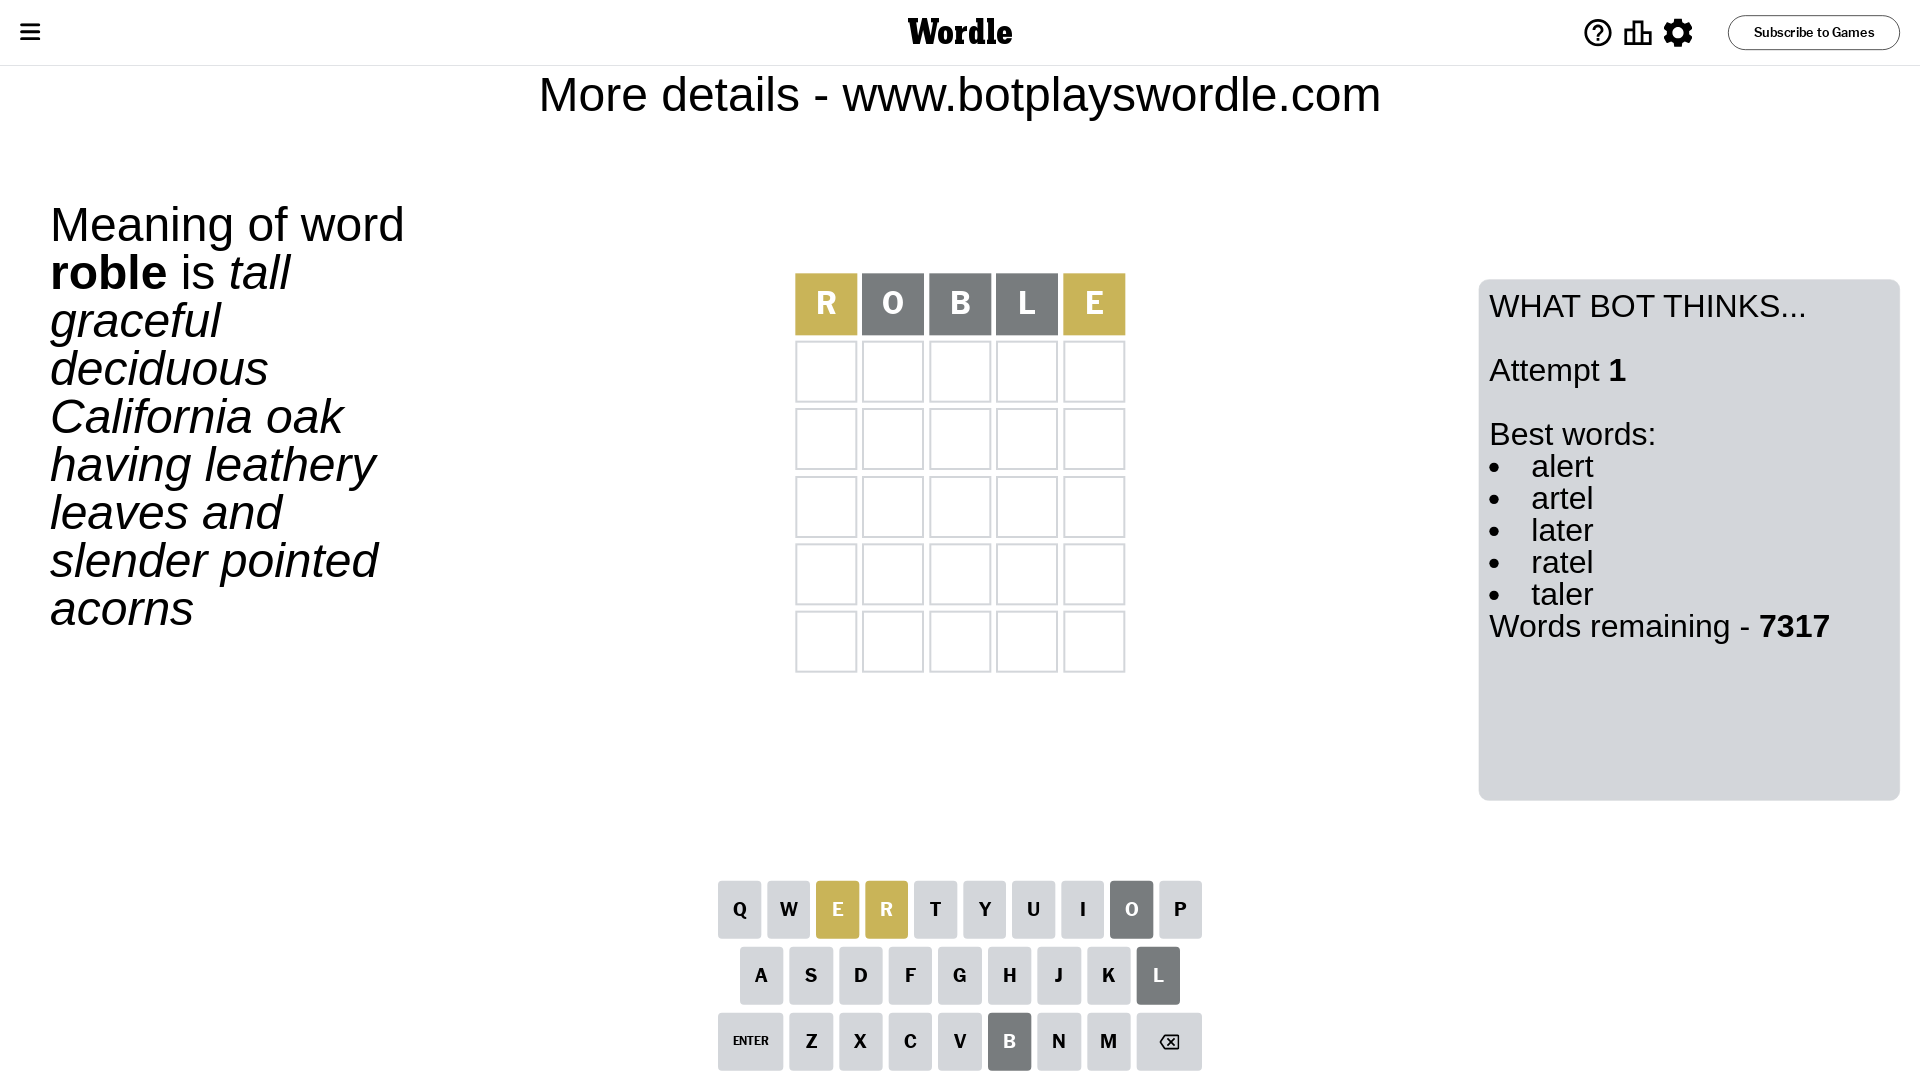 Wordle
Subscribe to Games
More details - www.botplayswordle.com
Meaning of word
roble is tall
graceful
deciduous
California oak
having leathery
leaves and
slender pointed
acorns
R O B L E
WHAT BOT THINKS...
Attempt 1
Best words:
• alert
• artel
• later
• ratel
• taler
Words remaining - 7317
Q W E R T Y U I O P
A S D F G H J K L
ENTER Z X C V B N M